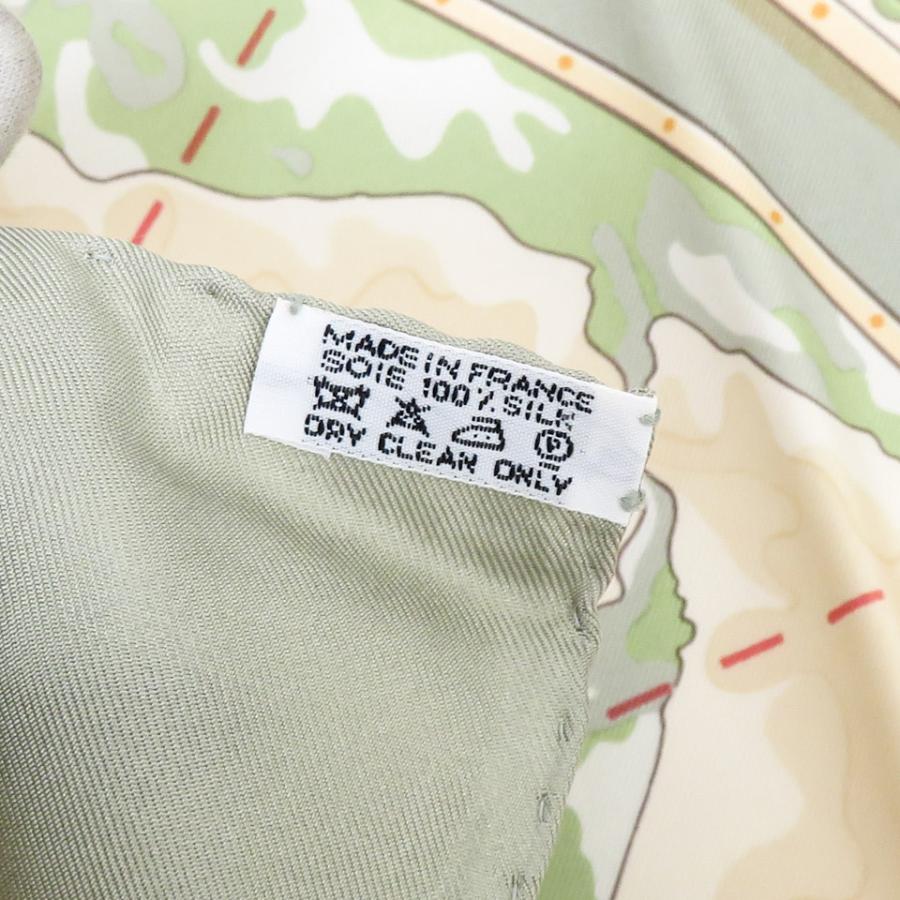 MADE IN FRANCE
SOIE 100% SILK
P
DRY CLEAN ONLY